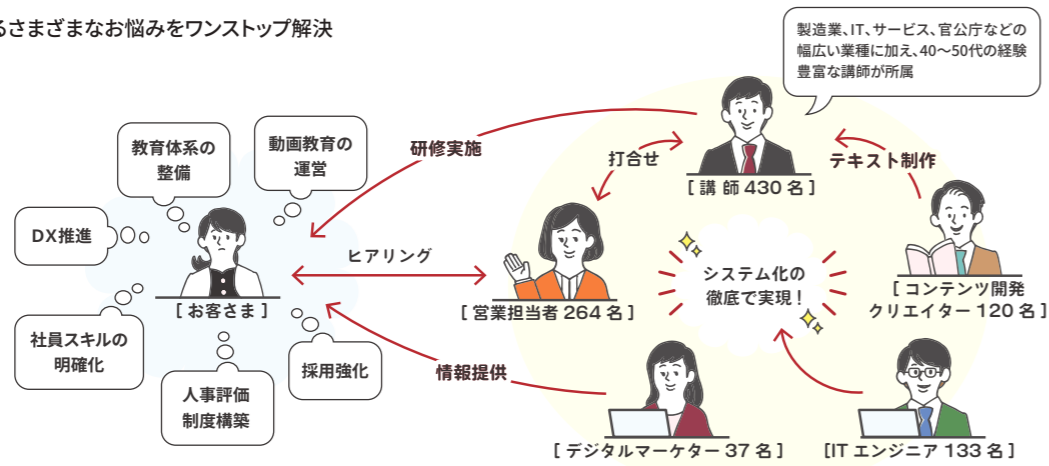 るさまざまなお悩みをワンストップ解決
製造業、IT、サービス、官公庁などの
幅広い業種に加え、40〜50代の経験
豊富な講師が所属
教育体系の
整備
動画教育の
運営
DX推進
社員スキルの
明確化
人事評価
制度構築
採用強化
[ お客さま ]
研修実施
ヒアリング
情報提供
打合せ
テキスト制作
[ 講 師 430 名 ]
[ 営業担当者 264 名 ]
システム化の
徹底で実現!
[ コンテンツ開発
クリエイター 120 名 ]
[ デジタルマーケター 37 名 ]
[IT エンジニア 133 名 ]